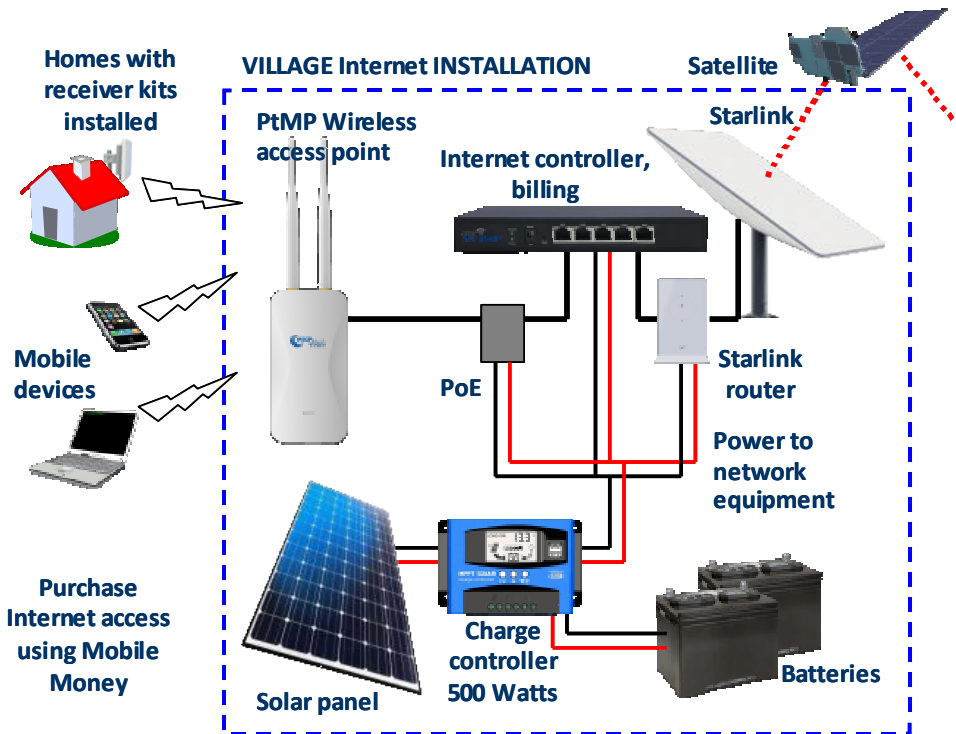 Homes with
receiver kits
installed
VILLAGE Internet INSTALLATION
Satellite
Starlink
PtMP Wireless
access point
Internet controller,
billing
Mobile
devices
PoE
Starlink
router
Power to
network
equipment
13.3
Purchase
Internet access
using Mobile
Money
Solar panel
Charge
controller
500 Watts
Batteries